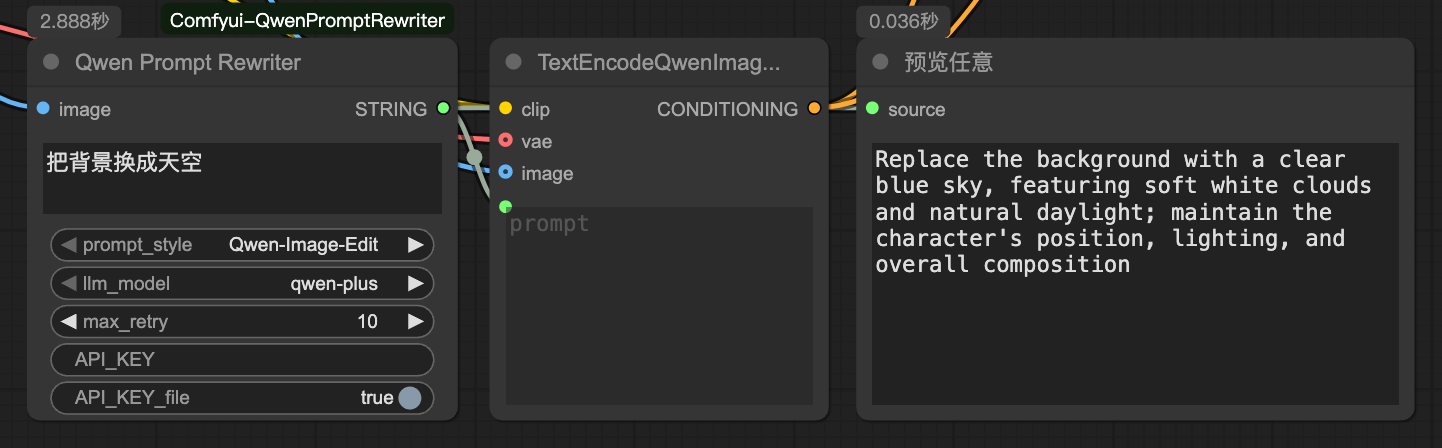 2.888秒
Comfyui-QwenPromptRewriter
0.036秒
Qwen Prompt Rewriter
image
STRING
把背景换成天空
prompt_style Qwen-Image-Edit
llm_model qwen-plus
max_retry 10
API_KEY
API_KEY_file true
TextEncodeQwenImag...
clip
CONDITIONING
vae
image
prompt
预览任意
source
Replace the background with a clear
blue sky, featuring soft white clouds
and natural daylight; maintain the
character's position, lighting, and
overall composition